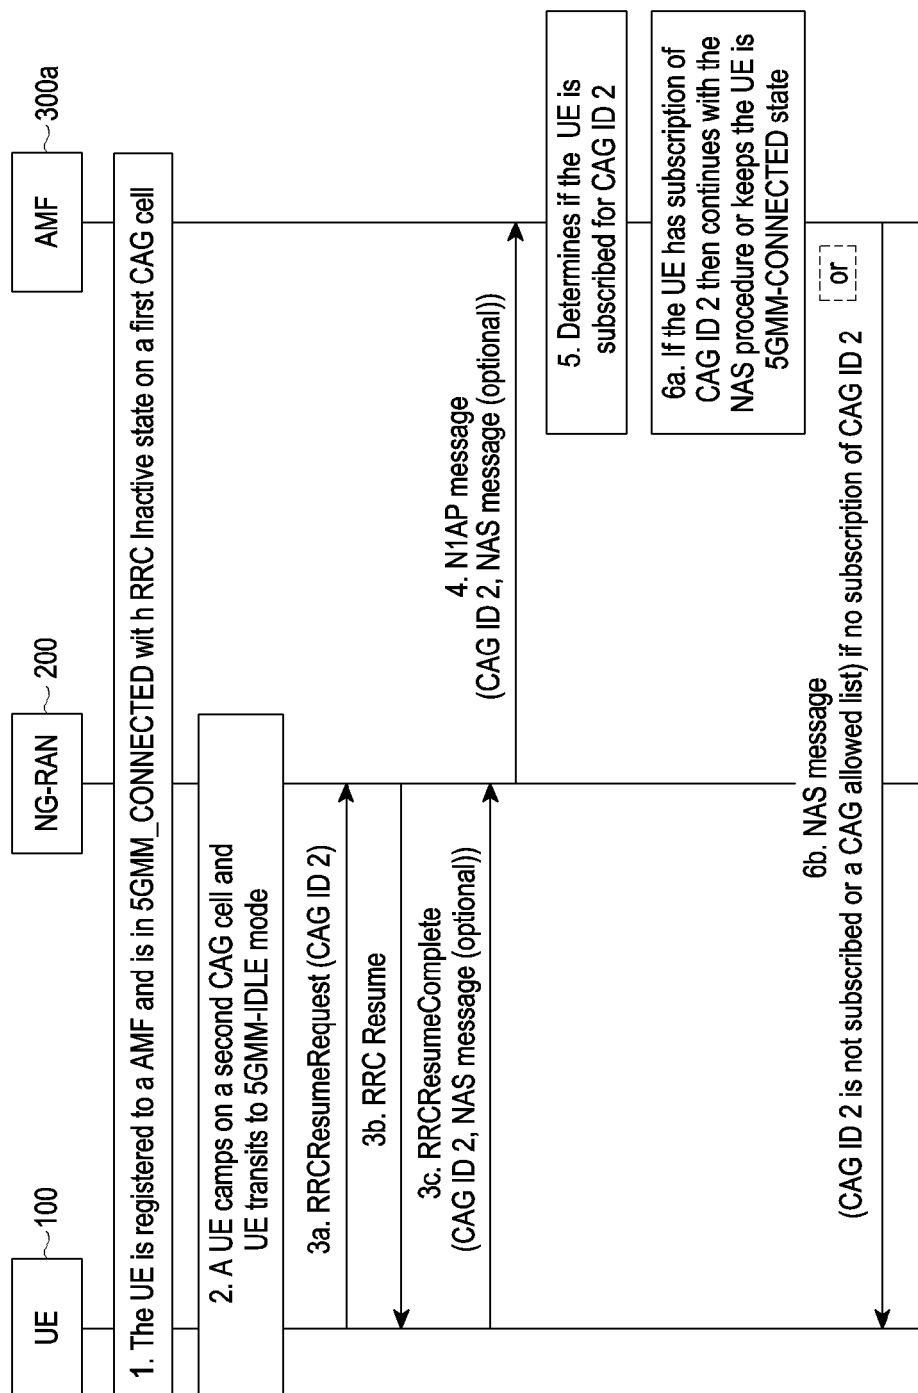 UE
100
NG-RAN
200
AMF
300a
1. The UE is registered to a AMF and is in 5GMM_CONNECTED wit h RRC Inactive state on a first CAG cell
2. A UE camps on a second CAG cell and
UE transits to 5GMM-IDLE mode
3a. RRCResumeRequest (CAG ID 2)
3b. RRC Resume
3c. RRCResumeComplete
(CAG ID 2, NAS message (optional))
4. N1AP message
(CAG ID 2, NAS message (optional))
5. Determines if the UE is
subscribed for CAG ID 2
6a. If the UE has subscription of
CAG ID 2 then continues with the
NAS procedure or keeps the UE is
5GMM-CONNECTED state
or
6b. NAS message
(CAG ID 2 is not subscribed or a CAG allowed list) if no subscription of CAG ID 2